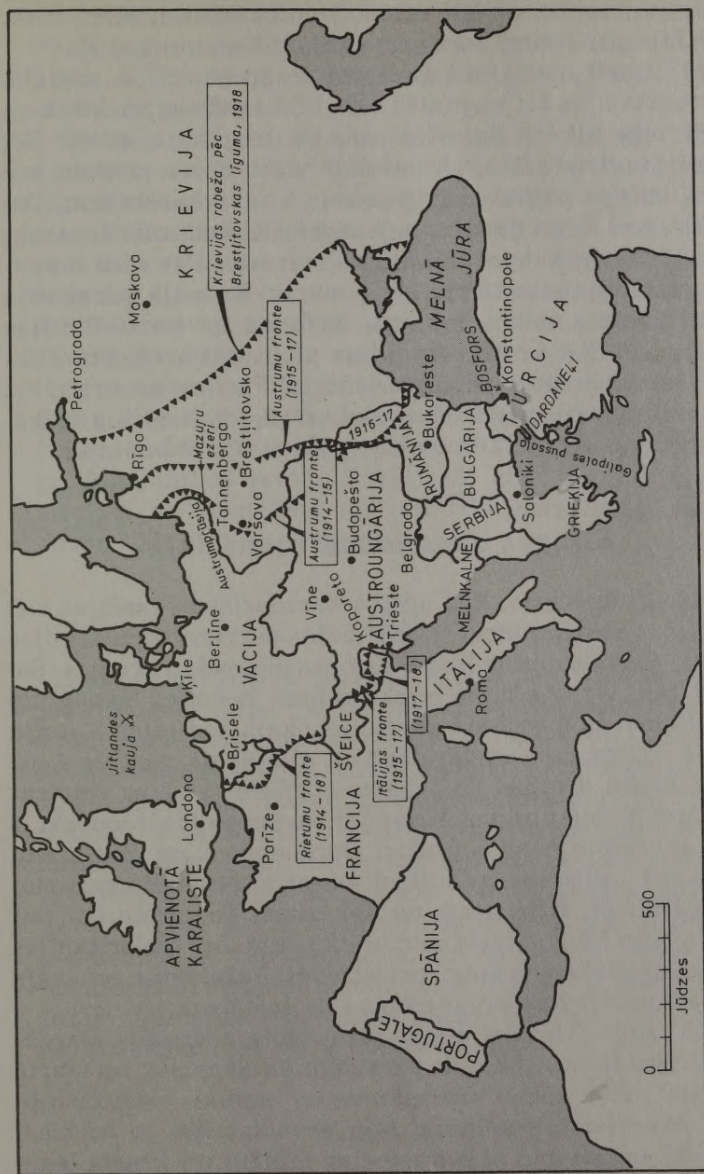 APVIENOTĀ
KARALISTE
Londona
Jitlandes
kauja
Ķīle
Brisele
Berlīne
VĀCIJA
Parīze
Rietumu fronte
(1914–18)
FRANCIJA
ŠVEICE
SPĀNIJA
PORTUGĀLE
Itālijas fronte
(1915–17)
(1917–18)
ITĀLIJA
Roma
Koporeto
Trieste
AUSTROUNGĀRIJA
Vīne
Budapešta
Belgrada
MELNKALNE
SERBIJA
Saloniki
GRIEĶIJA
Galipoles pussala
DARDANEĻI
TURCIJA
Konstantinopole
BOSFORS
BULGĀRIJA
RUMĀNIJA
Bukareste
MELNĀ
JŪRA
1916–17
Austrumu fronte
(1914–15)
Austrumu fronte
(1915–17)
Austrumprūsija
Mazūru
ezeri
Tannenberga
Varšava
Brestļitovska
Rīga
Petrograda
Maskava
KRIEVIJA
Krievijas robeža pēc
Brestļitovskas līguma, 1918
0
500
Jūdzes